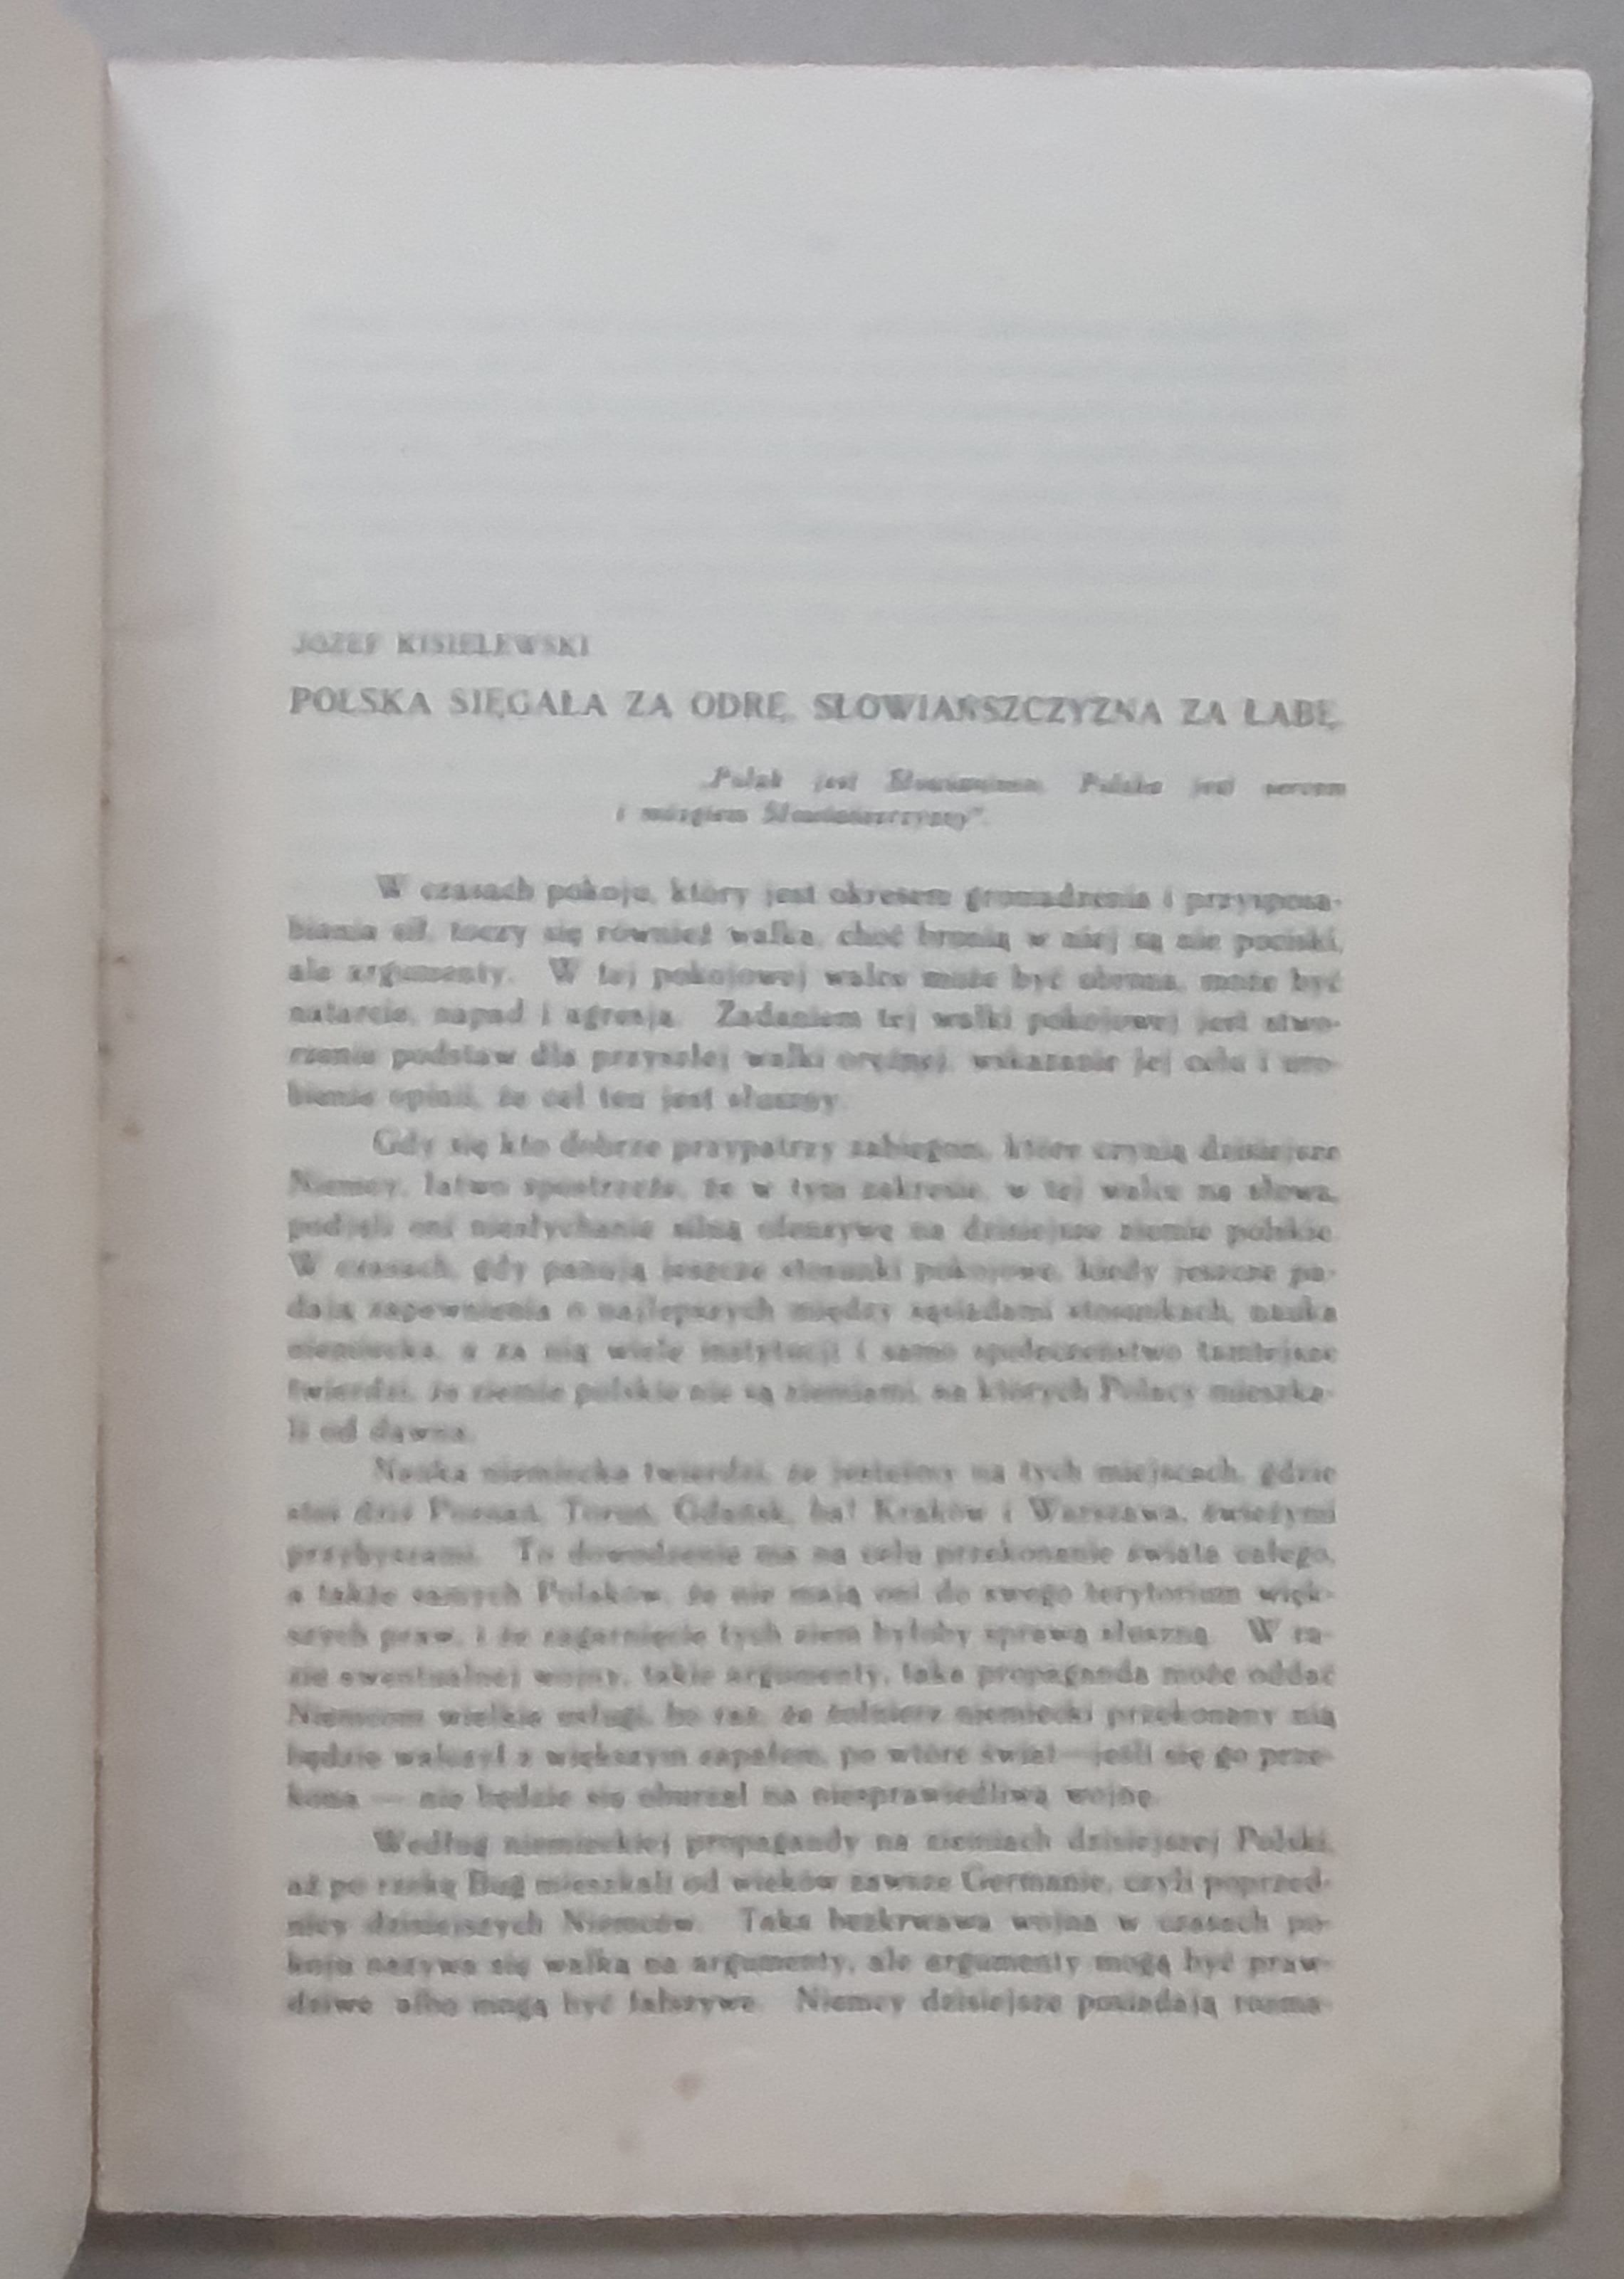 JÓZEF KISIELEWSKI
POLSKA SIĘGAŁA ZA ODRĘ, SŁOWIAŃSZCZYZNA ZA ŁABĘ
„Polak jest Słowianinem, Polska jest sercem
i mózgiem Słowiańszczyzny".
W czasach pokoju, który jest okresem gromadzenia i przysposa-
biania sił, toczy się również walka, choć bronią w niej są nie pociski,
ale argumenty. W tej pokojowej walce może być obrona, może być
natarcie, napad i agresja. Zadaniem tej walki pokojowej jest stwo-
rzenie podstaw dla przyszłej walki orężnej, wskazanie jej celu i uro-
bienie opinii, że cel ten jest słuszny.
Gdy się kto dobrze przypatrzy zabiegom, które czynią dzisiejsze
Niemcy, łatwo spostrzeże, że w tym zakresie, w tej walce na słowa,
podjęli oni niesłychanie silną ofenzywę na dzisiejsze ziemie polskie.
W czasach, gdy panują jeszcze stosunki pokojowe, kiedy jeszcze pa-
dają zapewnienia o najlepszych między sąsiadami stosunkach, nauka
niemiecka, a za nią wiele instytucji i samo społeczeństwo tamtejsze
twierdzi, że ziemie polskie nie są ziemiami, na których Polacy mieszka-
li od dawna.
Nauka niemiecka twierdzi, że jesteśmy na tych miejscach, gdzie
stoi dziś Poznań, Toruń, Gdańsk, ba! Kraków i Warszawa, świeżymi
przybyszami. To dowodzenie ma na celu przekonanie świata całego,
a także samych Polaków, że nie mają oni do swego terytorium więk-
szych praw, i że zagarnięcie tych ziem byłoby sprawą słuszną. W ra-
zie ewentualnej wojny, takie argumenty, taka propaganda może oddać
Niemcom wielkie usługi, bo raz, że żołnierz niemiecki przekonany nią
będzie walczył z większym zapałem, po wtóre świat — jeśli się go prze-
kona — nie będzie się oburzał na niesprawiedliwą wojnę.
Według niemieckiej propagandy na ziemiach dzisiejszej Polski,
aż po rzekę Bug mieszkali od wieków zawsze Germanie, czyli poprzed-
nicy dzisiejszych Niemców. Taka bezkrwawa wojna w czasach po-
koju nazywa się walką na argumenty, ale argumenty mogą być praw-
dziwe albo mogą być fałszywe. Niemcy dzisiejsze posiadają rozma-